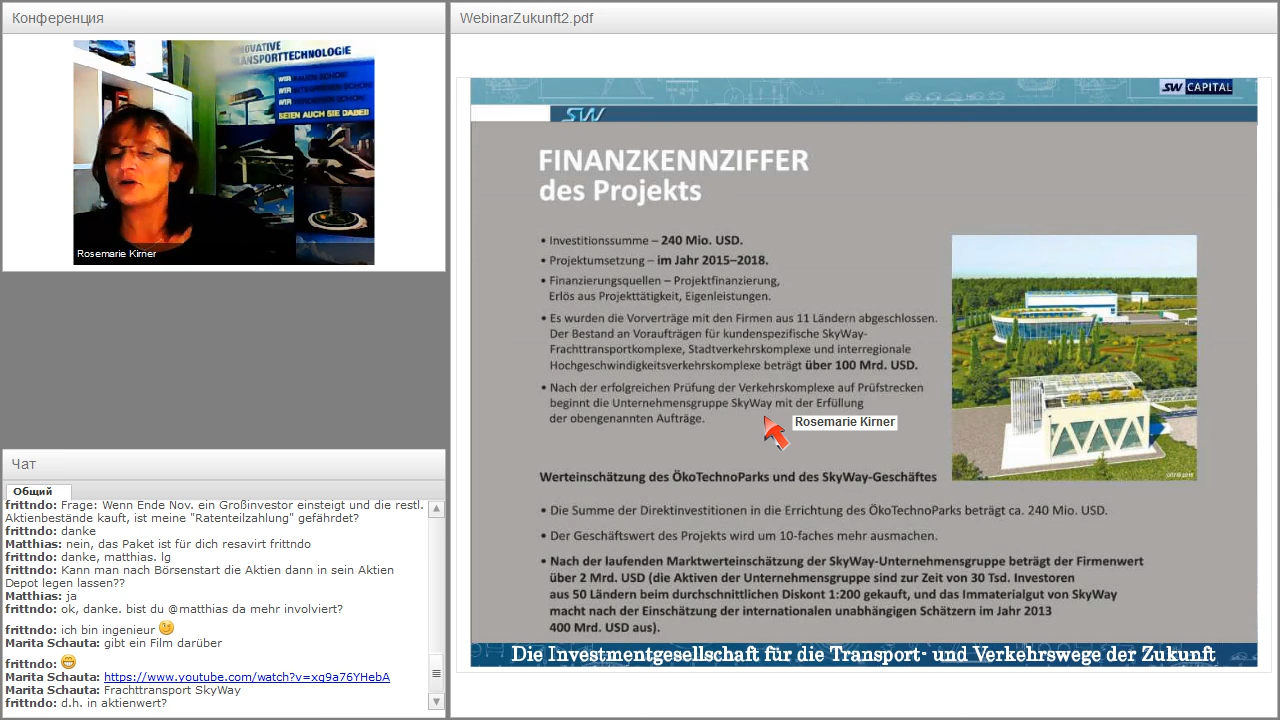 Конференция
INNOVATIVE
TRANSPORTTECHNOLOGIE
WIR BAUEN SCHON!
WIR
WIR
SEIEN AUCH SIE DABEI!
Rosemarie Kirner
Чат
Общий
frittndo: Frage: Wenn Ende Nov. ein Großinvestor einsteigt und die restl.
Aktienbestände kauft, ist meine "Ratenteilzahlung" gefährdet?
frittndo: danke
Matthias: nein, das Paket ist für dich resavirt frittndo
frittndo: danke, matthias. lg
frittndo: Kann man nach Börsenstart die Aktien dann in sein Aktien
Depot legen lassen??
Matthias: ja
frittndo: ok, danke. bist du @matthias da mehr involviert?
frittndo: ich bin ingenieur
Marita Schauta: gibt ein Film darüber
frittndo:
Marita Schauta: https://www.youtube.com/watch?v=xq9a76YHebA
Marita Schauta: Frachttransport SkyWay
frittndo: d.h. in aktienwert?
WebinarZukunft2.pdf
SW CAPITAL
SW
FINANZKENNZIFFER
des Projekts
• Investitionssumme – 240 Mio. USD.
• Projektumsetzung – im Jahr 2015–2018.
• Finanzierungsquellen – Projektfinanzierung,
Erlös aus Projekttätigkeit, Eigenleistungen.
• Es wurden die Vorverträge mit den Firmen aus 11 Ländern abgeschlossen.
Der Bestand an Voraufträgen für kundenspezifische SkyWay-
Frachttransportkomplexe, Stadtverkehrskomplexe und interregionale
Hochgeschwindigkeitsverkehrskomplexe beträgt über 100 Mrd. USD.
• Nach der erfolgreichen Prüfung der Verkehrskomplexe auf Prüfstrecken
beginnt die Unternehmensgruppe SkyWay mit der Erfüllung
der obengenannten Aufträge.
Rosemarie Kirner
Werteinschätzung des ÖkoTechnoParks und des SkyWay-Geschäftes
• Die Summe der Direktinvestitionen in die Errichtung des ÖkoTechnoParks beträgt ca. 240 Mio. USD.
• Der Geschäftswert des Projekts wird um 10-faches mehr ausmachen.
• Nach der laufenden Marktwerteinschätzung der SkyWay-Unternehmensgruppe beträgt der Firmenwert
über 2 Mrd. USD (die Aktiven der Unternehmensgruppe sind zur Zeit von 30 Tsd. Investoren
aus 50 Ländern beim durchschnittlichen Diskont 1:200 gekauft, und das Immaterialgut von SkyWay
macht nach der Einschätzung der internationalen unabhängigen Schätzern im Jahr 2013
400 Mrd. USD aus).
Die Investmentgesellschaft für die Transport- und Verkehrswege der Zukunft